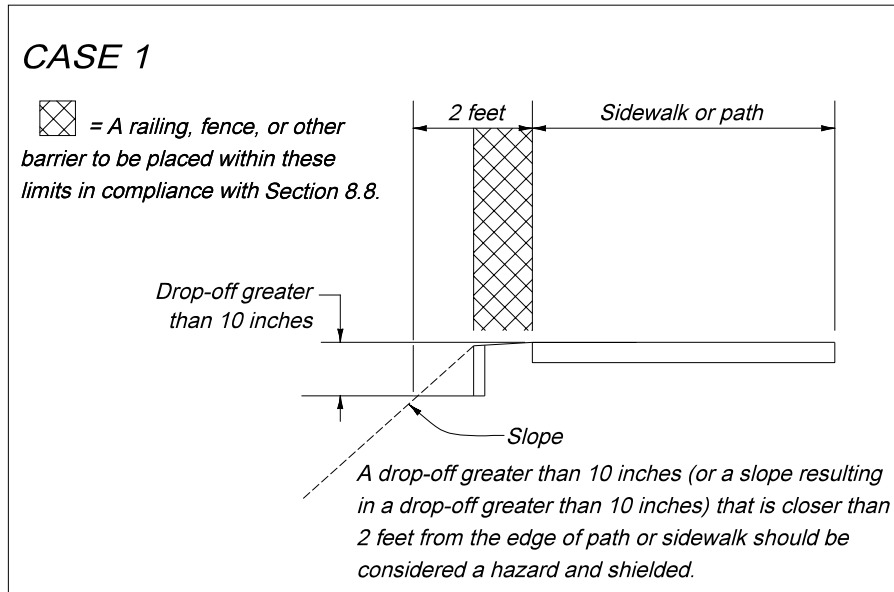 CASE 1
= A railing, fence, or other
barrier to be placed within these
limits in compliance with Section 8.8.
2 feet
Sidewalk or path
Drop-off greater
than 10 inches
Slope
A drop-off greater than 10 inches (or a slope resulting
in a drop-off greater than 10 inches) that is closer than
2 feet from the edge of path or sidewalk should be
considered a hazard and shielded.